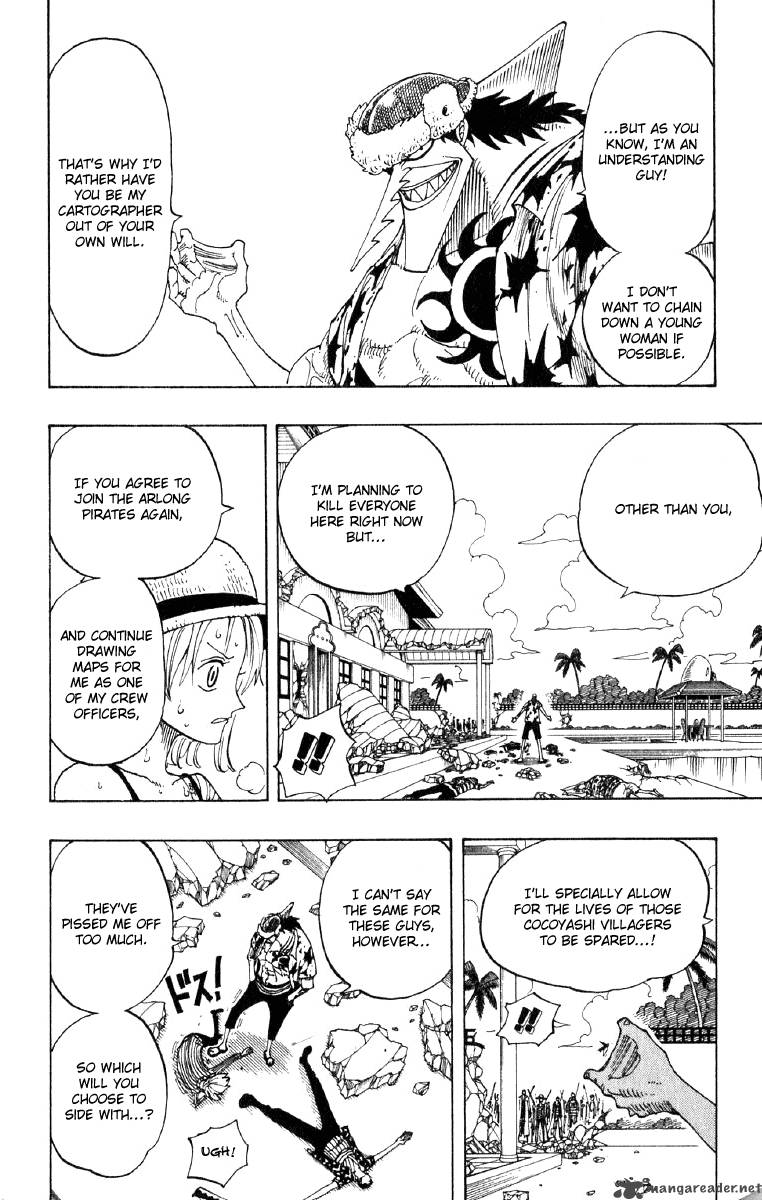 ...BUT AS YOU
KNOW, I'M AN
UNDERSTANDING
GUY!
I DON'T
WANT TO CHAIN
DOWN A YOUNG
WOMAN IF
POSSIBLE.
THAT'S WHY I'D
RATHER HAVE
YOU BE MY
CARTOGRAPHER
OUT OF YOUR
OWN WILL.
OTHER THAN YOU,
I'M PLANNING TO
KILL EVERYONE
HERE RIGHT NOW
BUT...
!!
IF YOU AGREE TO
JOIN THE ARLONG
PIRATES AGAIN,
AND CONTINUE
DRAWING
MAPS FOR
ME AS ONE
OF MY CREW
OFFICERS,
I'LL SPECIALLY ALLOW
FOR THE LIVES OF THOSE
COCOYASHI VILLAGERS
TO BE SPARED...!
!!
I CAN'T SAY
THE SAME FOR
THESE GUYS,
HOWEVER...
THEY'VE
PISSED ME OFF
TOO MUCH.
ドス!
SO WHICH
WILL YOU
CHOOSE TO
SIDE WITH...?
UGH!
mangareader.net